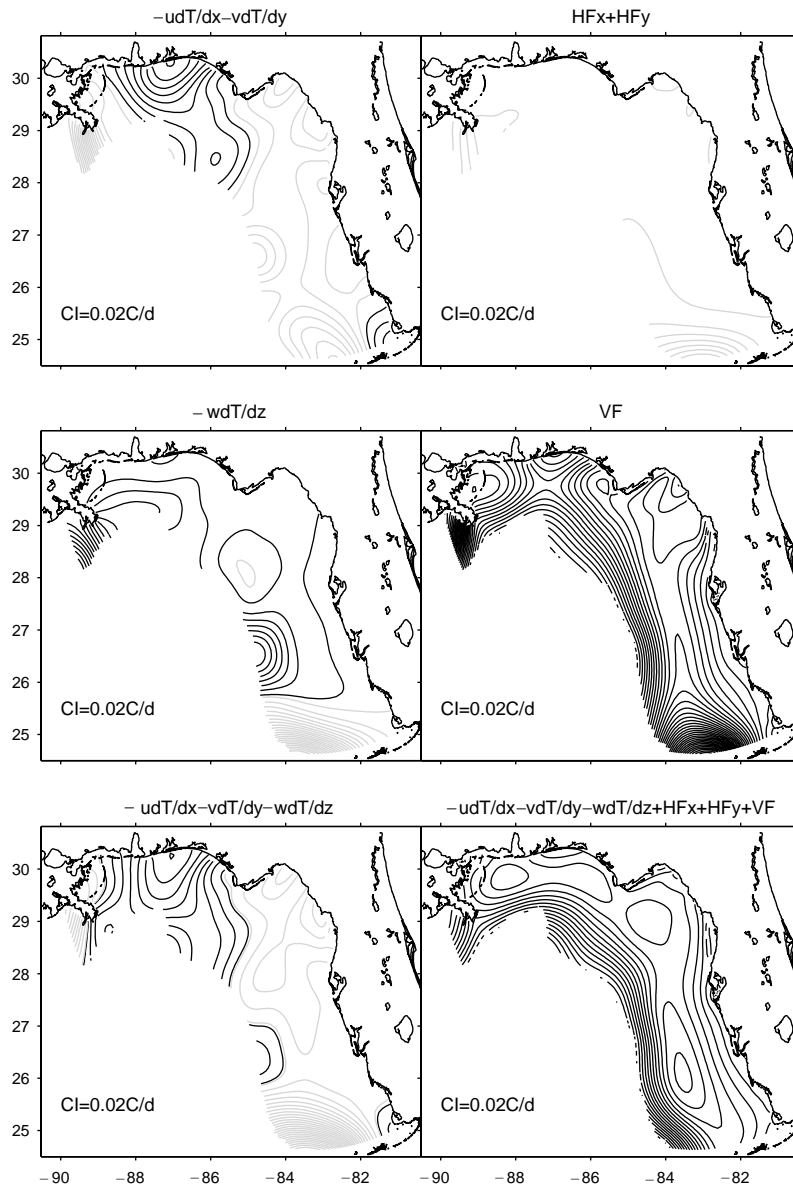 −udT/dx−vdT/dy
HFx+HFy
30
29
28
27
26
25
CI=0.02C/d
CI=0.02C/d
− wdT/dz
VF
30
29
28
27
26
25
CI=0.02C/d
CI=0.02C/d
− udT/dx−vdT/dy−wdT/dz
−udT/dx−vdT/dy−wdT/dz+HFx+HFy+VF
30
29
28
27
26
25
CI=0.02C/d
CI=0.02C/d
−90 −88 −86 −84 −82 −90 −88 −86 −84 −82